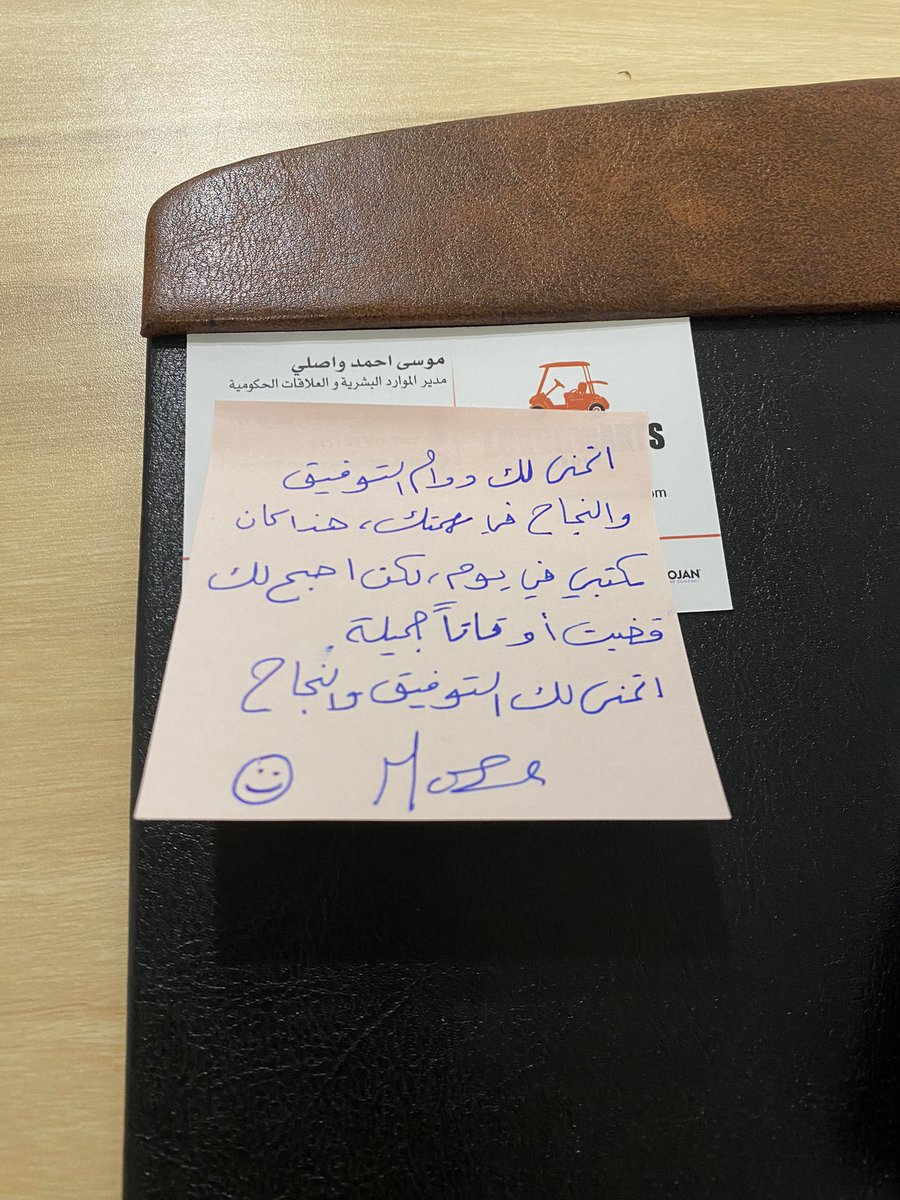 موسى احمد واصلي
مدير الموارد البشرية و العلاقات الحكومية
اتمنى لك دوام التوفيق
والنجاح في مهمتك، هذا كان
مكتبي في يوم، لكن اصبح لك
قضيت أوقاتاً جميلة.
اتمنى لك التوفيق والنجاح
Mosa